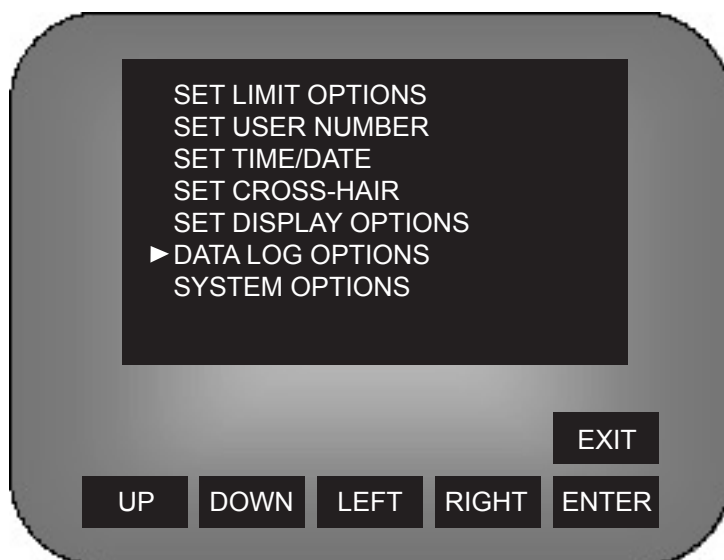 SET LIMIT OPTIONS
SET USER NUMBER
SET TIME/DATE
SET CROSS-HAIR
SET DISPLAY OPTIONS
►DATA LOG OPTIONS
SYSTEM OPTIONS
EXIT
UP DOWN LEFT RIGHT ENTER